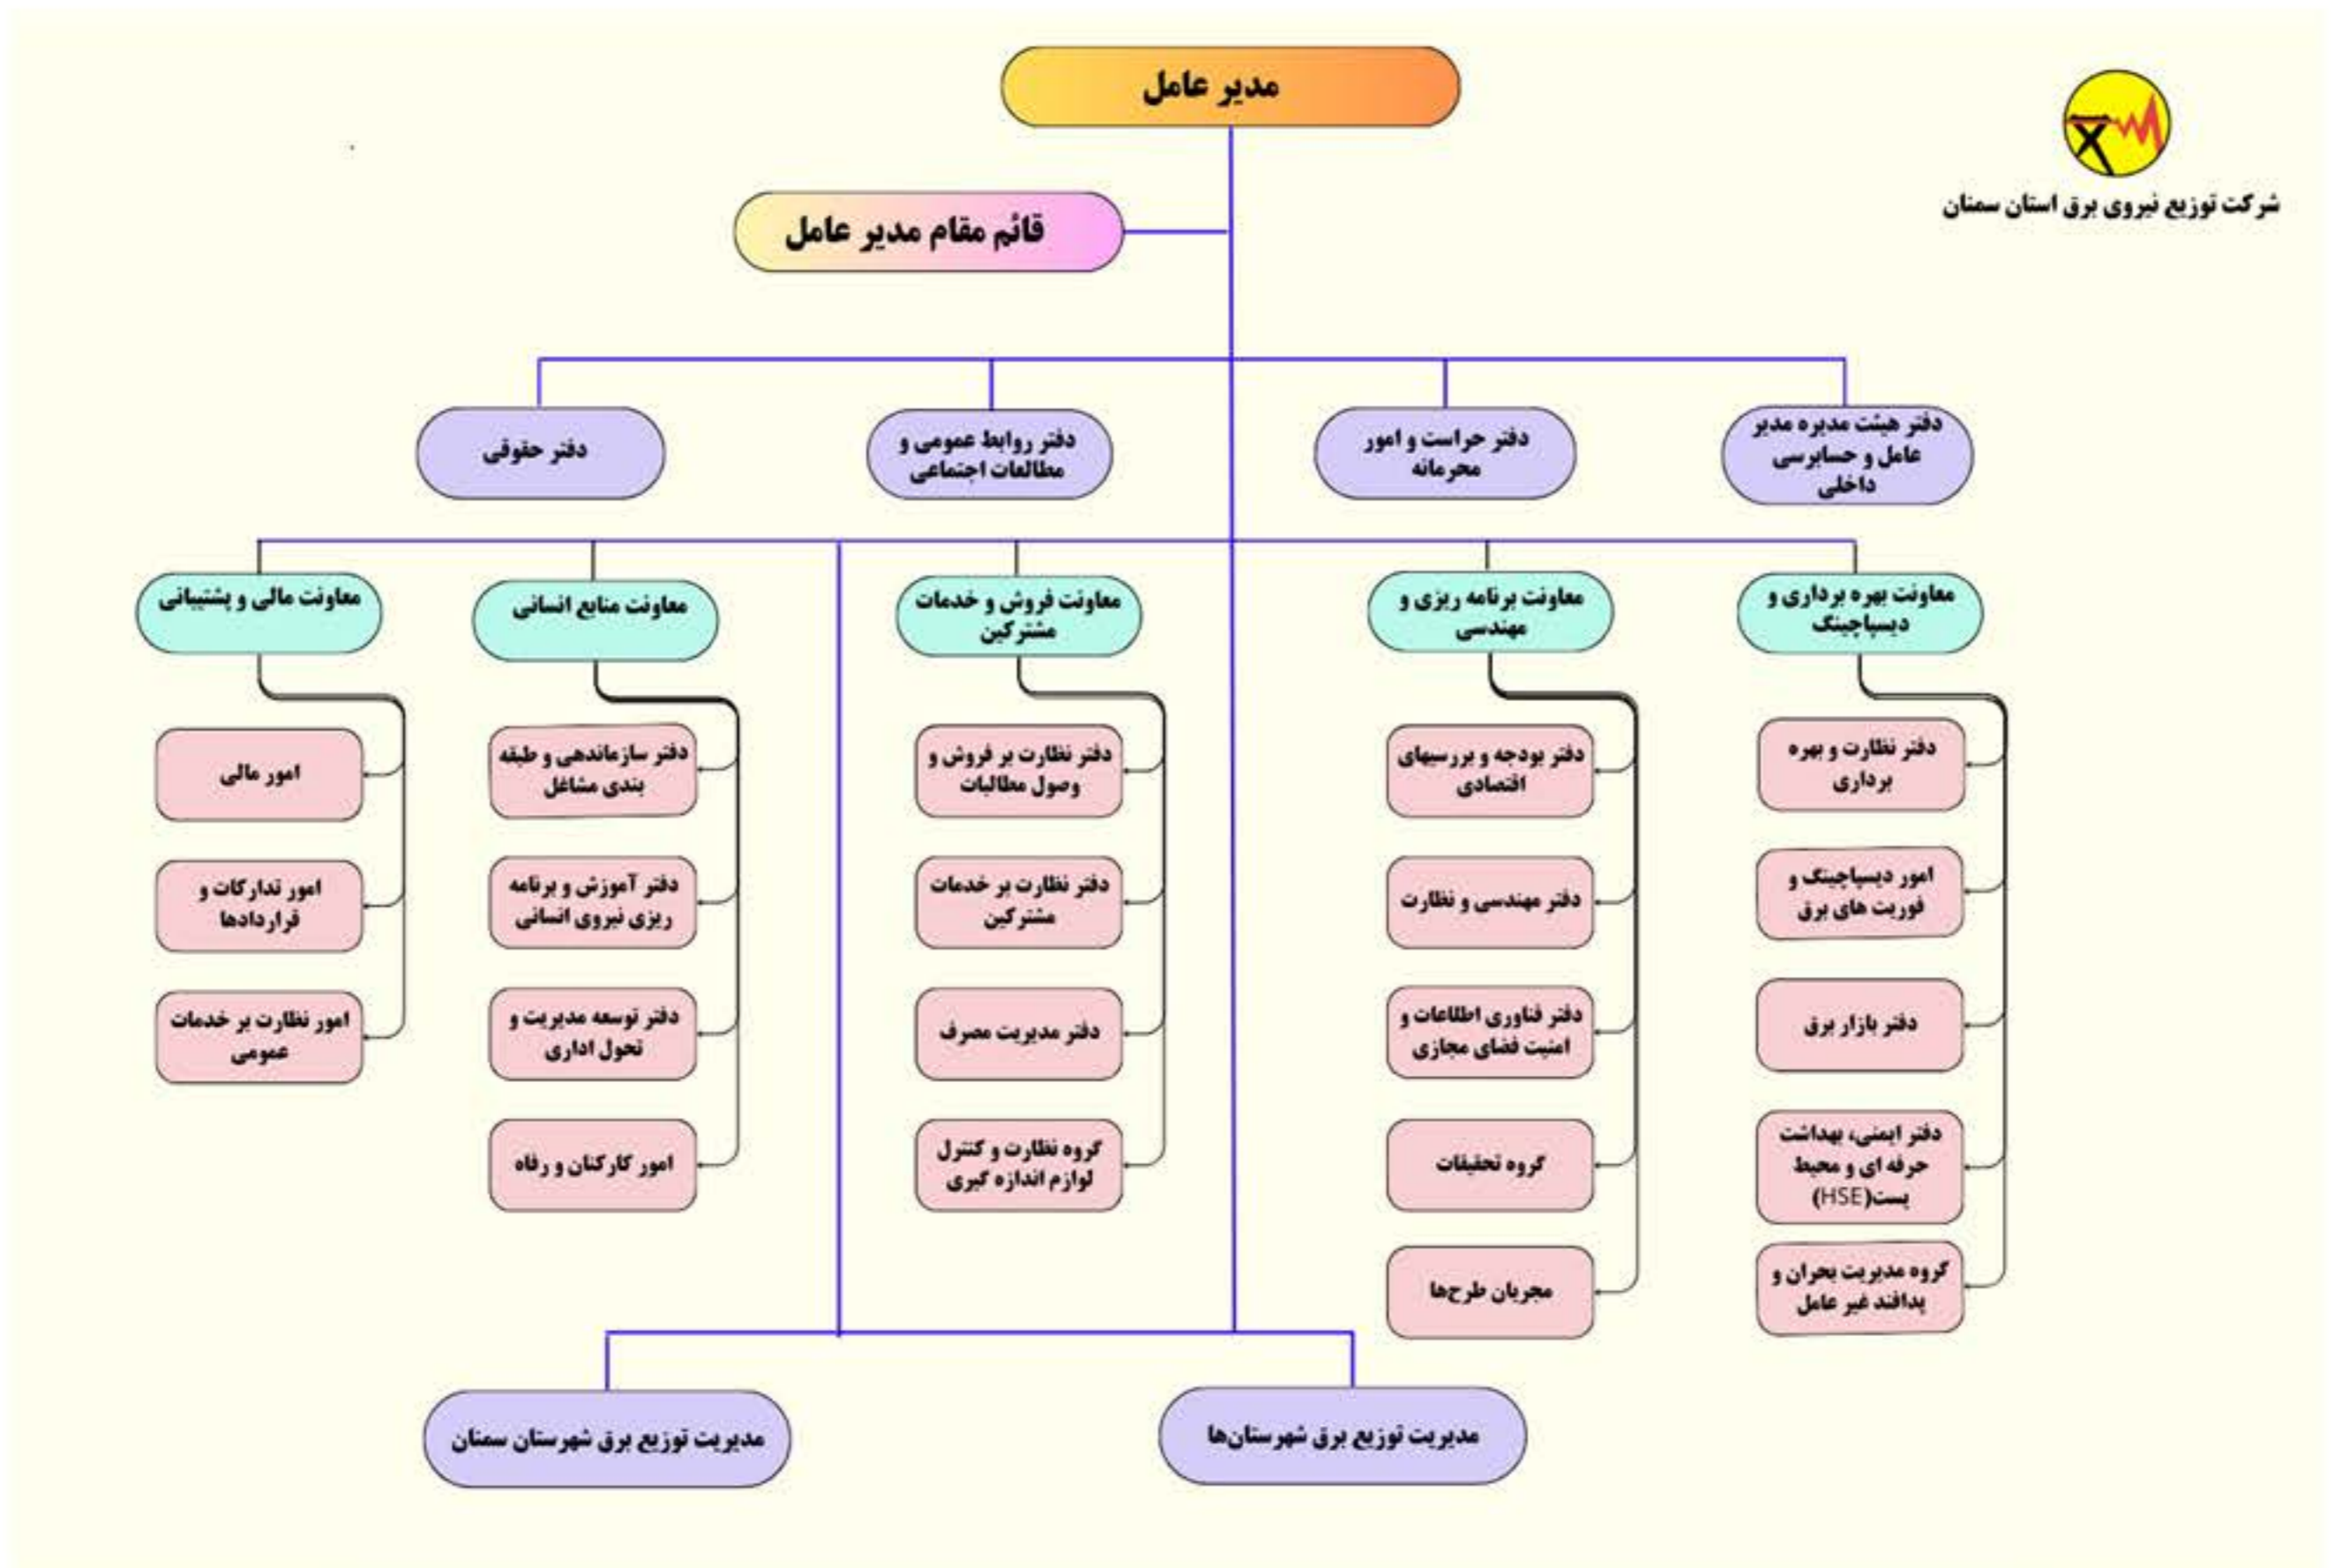 مدیر عامل
شرکت توزیع نیروی برق استان سمنان
قائم مقام مدیر عامل
دفتر هیئت مدیره مدیر
عامل و حسابرسی
داخلی
دفتر حراست و امور
محرمانه
دفتر روابط عمومی و
مطالعات اجتماعی
دفتر حقوقی
معاونت بهره برداری و
دیسپاچینگ
معاونت برنامه ریزی و
مهندسی
معاونت فروش و خدمات
مشترکین
معاونت منابع انسانی
معاونت مالی و پشتیبانی
دفتر نظارت و بهره
برداری
امور دیسپاچینگ و
فوریت های برق
دفتر بازار برق
دفتر ایمنی، بهداشت
حرفه ای و محیط
پست(HSE)
گروه مدیریت بحران و
پدافند غیر عامل
دفتر بودجه و بررسیهای
اقتصادی
دفتر مهندسی و نظارت
دفتر فناوری اطلاعات و
امنیت فضای مجازی
گروه تحقیقات
مجریان طرح‌ها
دفتر نظارت بر فروش و
وصول مطالبات
دفتر نظارت بر خدمات
مشترکین
دفتر مدیریت مصرف
گروه نظارت و کنترل
لوازم اندازه گیری
دفتر سازماندهی و طبقه
بندی مشاغل
دفتر آموزش و برنامه
ریزی نیروی انسانی
دفتر توسعه مدیریت و
تحول اداری
امور کارکنان و رفاه
امور مالی
امور تدارکات و
قراردادها
امور نظارت بر خدمات
عمومی
مدیریت توزیع برق شهرستان‌ها
مدیریت توزیع برق شهرستان سمنان